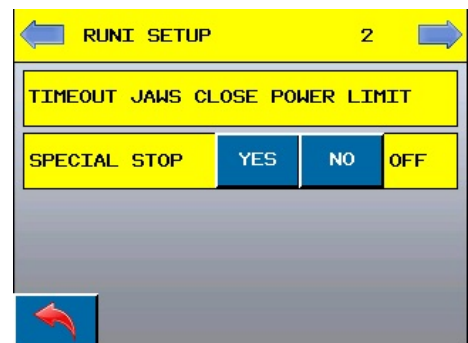 RUNI SETUP 2
TIMEOUT JAWS CLOSE POWER LIMIT
SPECIAL STOP YES NO OFF